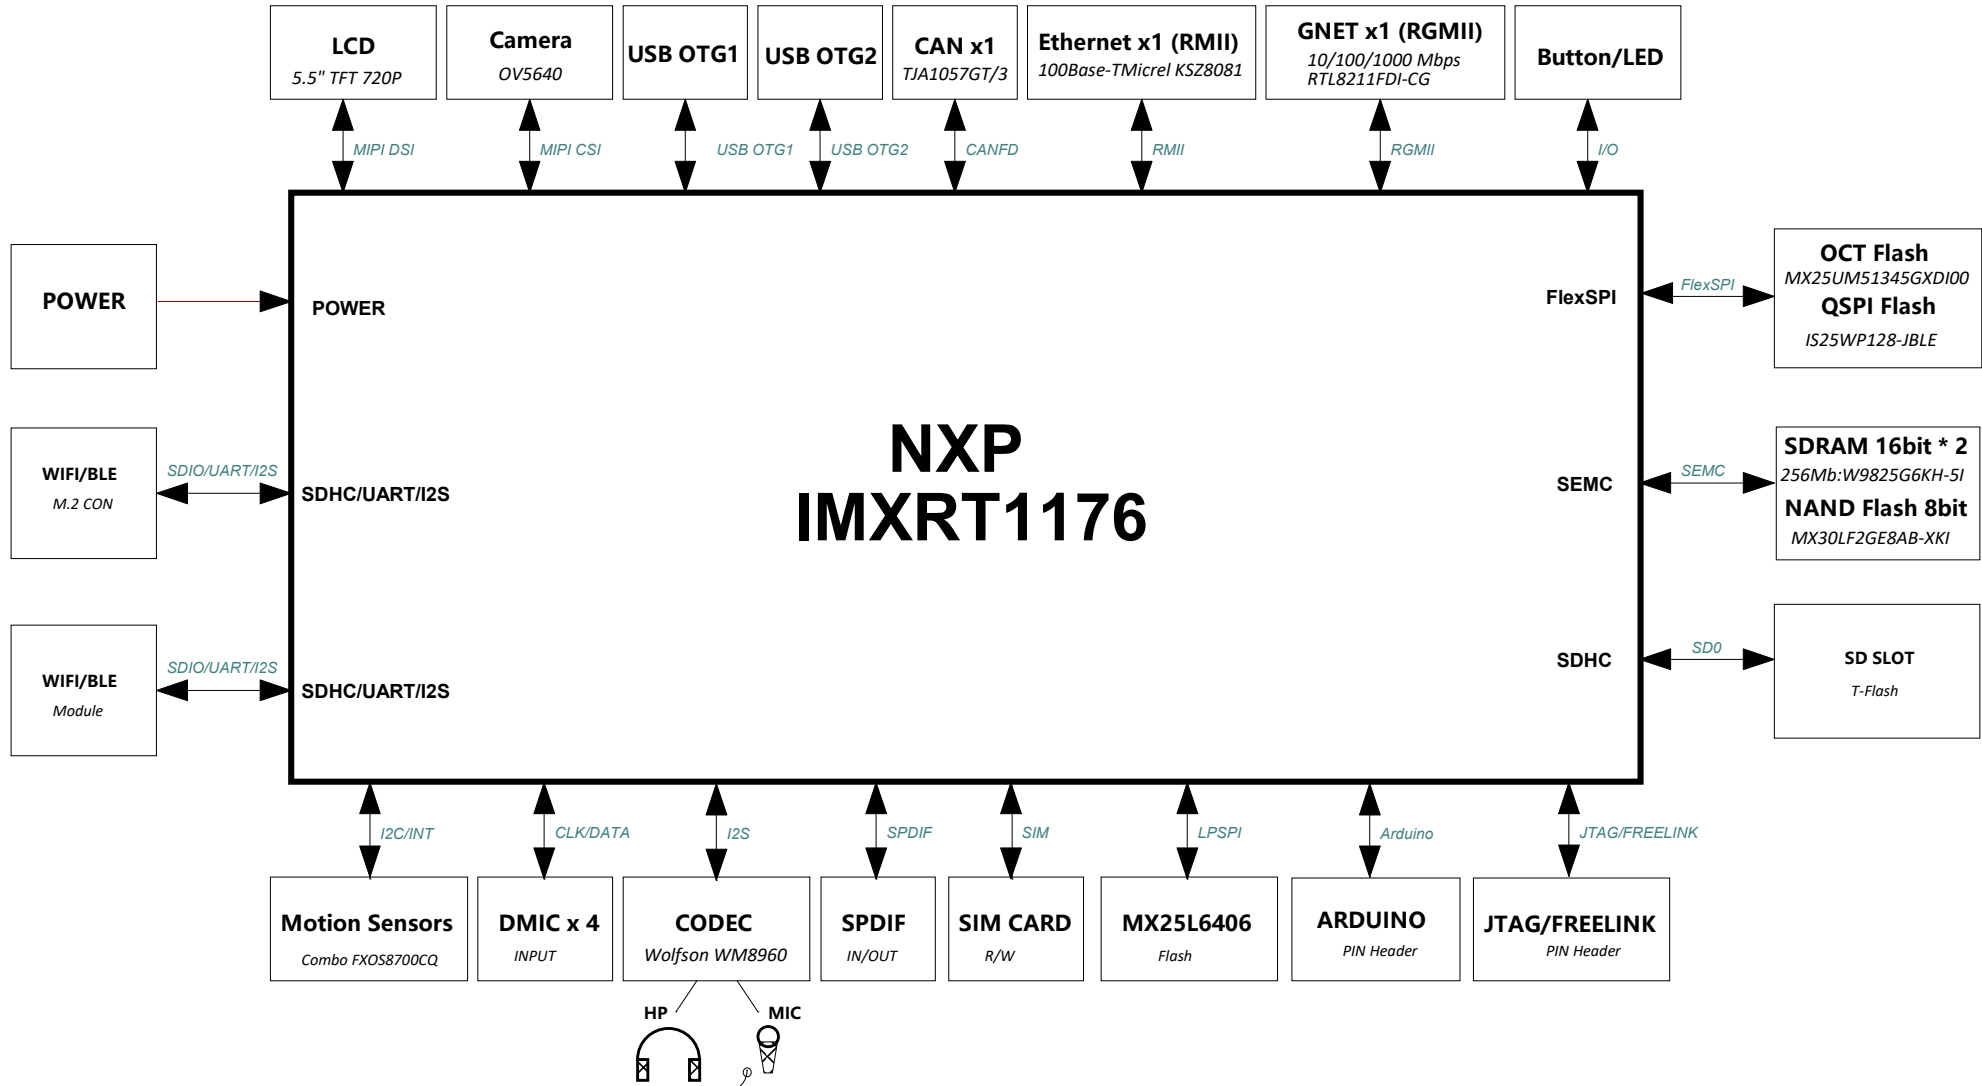 LCD
5.5" TFT 720P
Camera
OV5640
USB OTG1
USB OTG2
CAN x1
TJA1057GT/3
Ethernet x1 (RMII)
100Base-TMicrel KSZ8081
GNET x1 (RGMII)
10/100/1000 Mbps
RTL8211FDI-CG
Button/LED
MIPI DSI
MIPI CSI
USB OTG1
USB OTG2
CANFD
RMII
RGMII
I/O
POWER
POWER
WIFI/BLE
M.2 CON
SDIO/UART/I2S
SDHC/UART/I2S
WIFI/BLE
Module
SDIO/UART/I2S
SDHC/UART/I2S
NXP
IMXRT1176
FlexSPI
FlexSPI
OCT Flash
MX25UM51345GXDI00
QSPI Flash
IS25WP128-JBLE
SEMC
SEMC
SDRAM 16bit * 2
256Mb:W9825G6KH-5I
NAND Flash 8bit
MX30LF2GE8AB-XKI
SDHC
SD0
SD SLOT
T-Flash
I2C/INT
CLK/DATA
I2S
SPDIF
SIM
LPSPI
Arduino
JTAG/FREELINK
Motion Sensors
Combo FXOS8700CQ
DMIC x 4
INPUT
CODEC
Wolfson WM8960
SPDIF
IN/OUT
SIM CARD
R/W
MX25L6406
Flash
ARDUINO
PIN Header
JTAG/FREELINK
PIN Header
HP
MIC